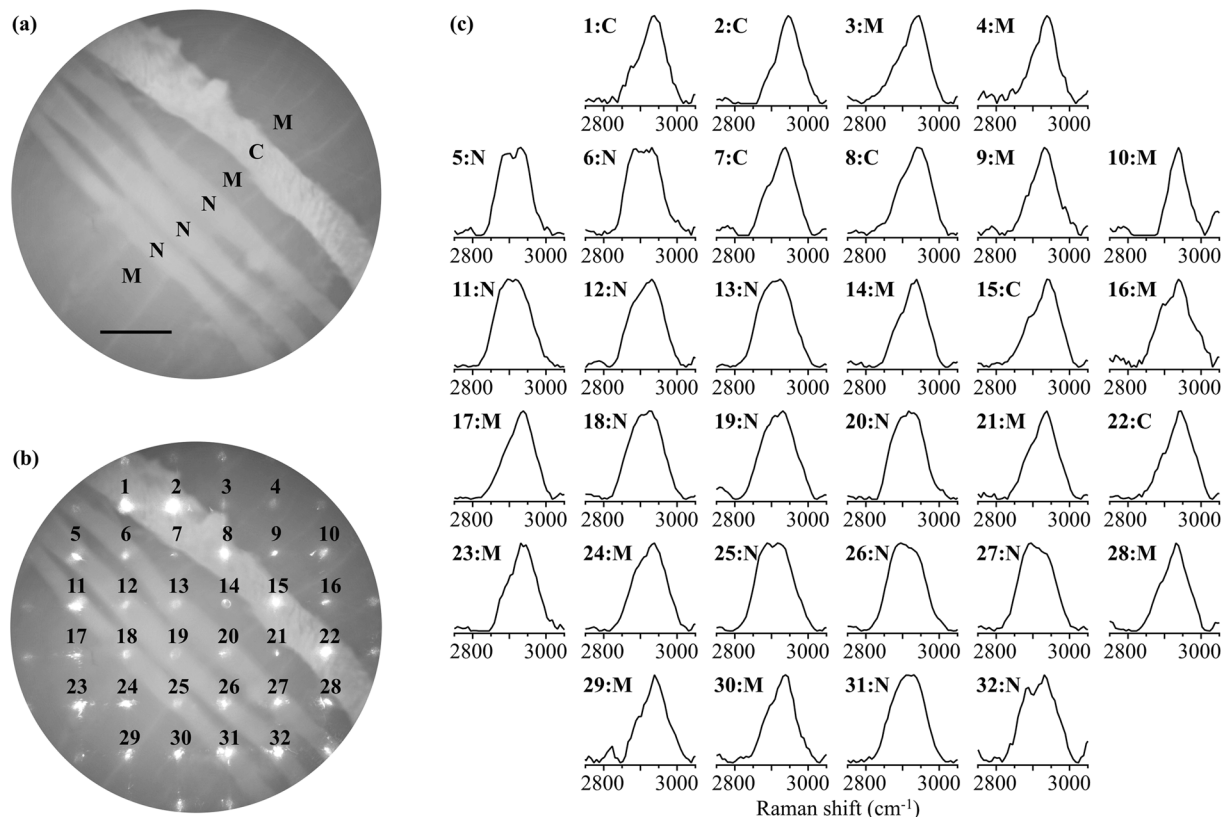 (a)
M
C
M
N
N
N
M
(b)
1 2 3 4
5 6 7 8 9 10
11 12 13 14 15 16
17 18 19 20 21 22
23 24 25 26 27 28
29 30 31 32
(c)
1:C 2:C 3:M 4:M
2800 3000 2800 3000 2800 3000 2800 3000
5:N 6:N 7:C 8:C 9:M 10:M
2800 3000 2800 3000 2800 3000 2800 3000 2800 3000 2800 3000
11:N 12:N 13:N 14:M 15:C 16:M
2800 3000 2800 3000 2800 3000 2800 3000 2800 3000 2800 3000
17:M 18:N 19:N 20:N 21:M 22:C
2800 3000 2800 3000 2800 3000 2800 3000 2800 3000 2800 3000
23:M 24:M 25:N 26:N 27:N 28:M
2800 3000 2800 3000 2800 3000 2800 3000 2800 3000 2800 3000
29:M 30:M 31:N 32:N
2800 3000 2800 3000 2800 3000 2800 3000
Raman shift (cm⁻¹)